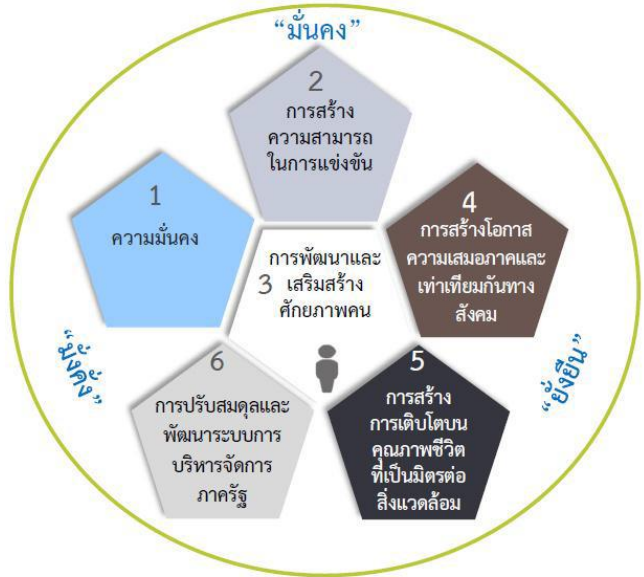 “มั่นคง”
2
การสร้าง
ความสามารถ
ในการแข่งขัน
1
ความมั่นคง
4
การสร้างโอกาส
ความเสมอภาคและ
เท่าเทียมกันทาง
สังคม
การพัฒนาและ
3 เสริมสร้าง
ศักยภาพคน
“มั่งคั่ง”
“ยั่งยืน”
6
การปรับสมดุลและ
พัฒนาระบบการ
บริหารจัดการ
ภาครัฐ
5
การสร้าง
การเติบโตบน
คุณภาพชีวิต
ที่เป็นมิตรต่อ
สิ่งแวดล้อม